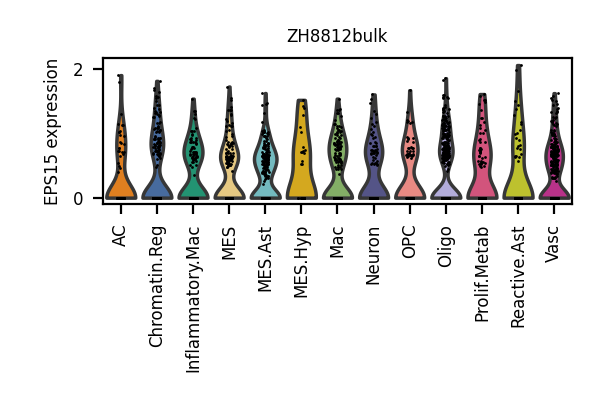 ZH8812bulk
EPS15 expression
2
0
AC
Chromatin.Reg
Inflammatory.Mac
MES
MES.Ast
MES.Hyp
Mac
Neuron
OPC
Oligo
Prolif.Metab
Reactive.Ast
Vasc